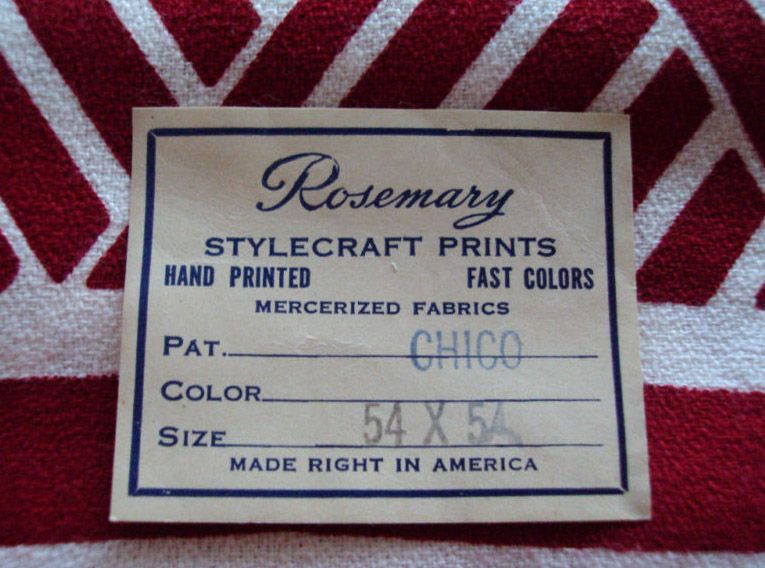 Rosemary
STYLECRAFT PRINTS
HAND PRINTED FAST COLORS
MERCERIZED FABRICS
PAT. CHICO
COLOR
SIZE 54 X 54
MADE RIGHT IN AMERICA